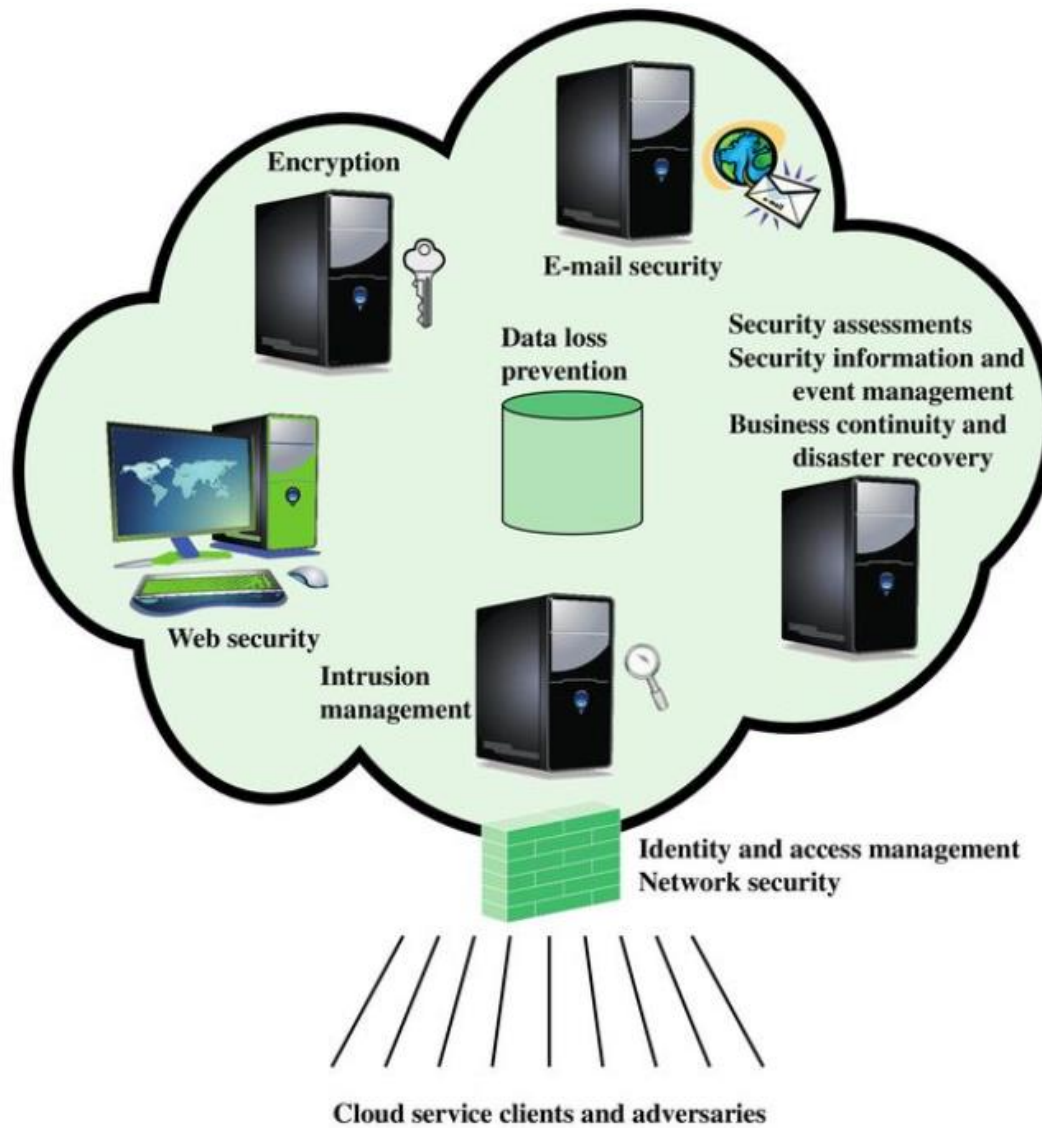 Encryption
e-mail
E-mail security
Data loss
prevention
Security assessments
Security information and
event management
Business continuity and
disaster recovery
Web security
Intrusion
management
Identity and access management
Network security
Cloud service clients and adversaries